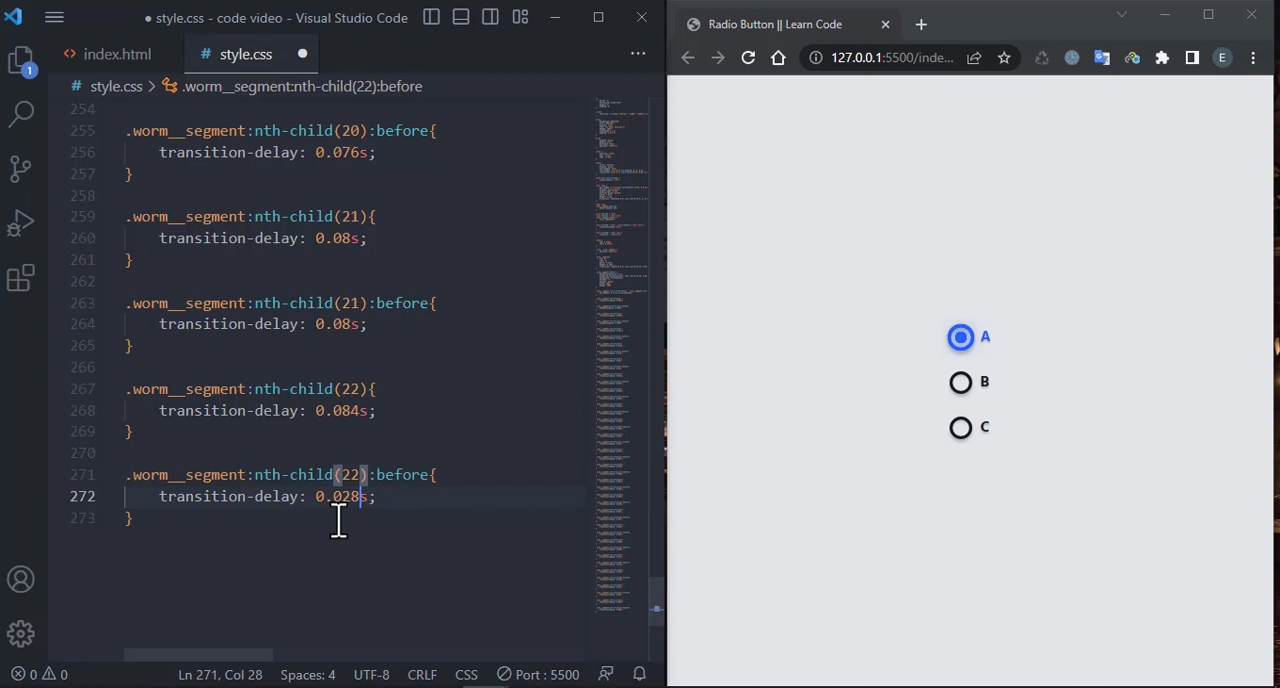 ● style.css - code video - Visual Studio Code
index.html
# style.css ●
# style.css > .worm__segment:nth-child(22):before
254
255 .worm__segment:nth-child(20):before{
256 transition-delay: 0.076s;
257 }
258
259 .worm__segment:nth-child(21){
260 transition-delay: 0.08s;
261 }
262
263 .worm__segment:nth-child(21):before{
264 transition-delay: 0.08s;
265 }
266
267 .worm__segment:nth-child(22){
268 transition-delay: 0.084s;
269 }
270
271 .worm__segment:nth-child(22):before{
272 transition-delay: 0.028s;
273 }
1
0 0 Ln 271, Col 28 Spaces: 4 UTF-8 CRLF CSS Port : 5500
Radio Button || Learn Code
127.0.0.1:5500/inde...
E
A
B
C